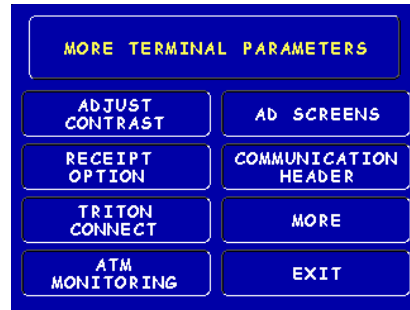 MORE TERMINAL PARAMETERS
ADJUST
CONTRAST
AD SCREENS
RECEIPT
OPTION
COMMUNICATION
HEADER
TRITON
CONNECT
MORE
ATM
MONITORING
EXIT